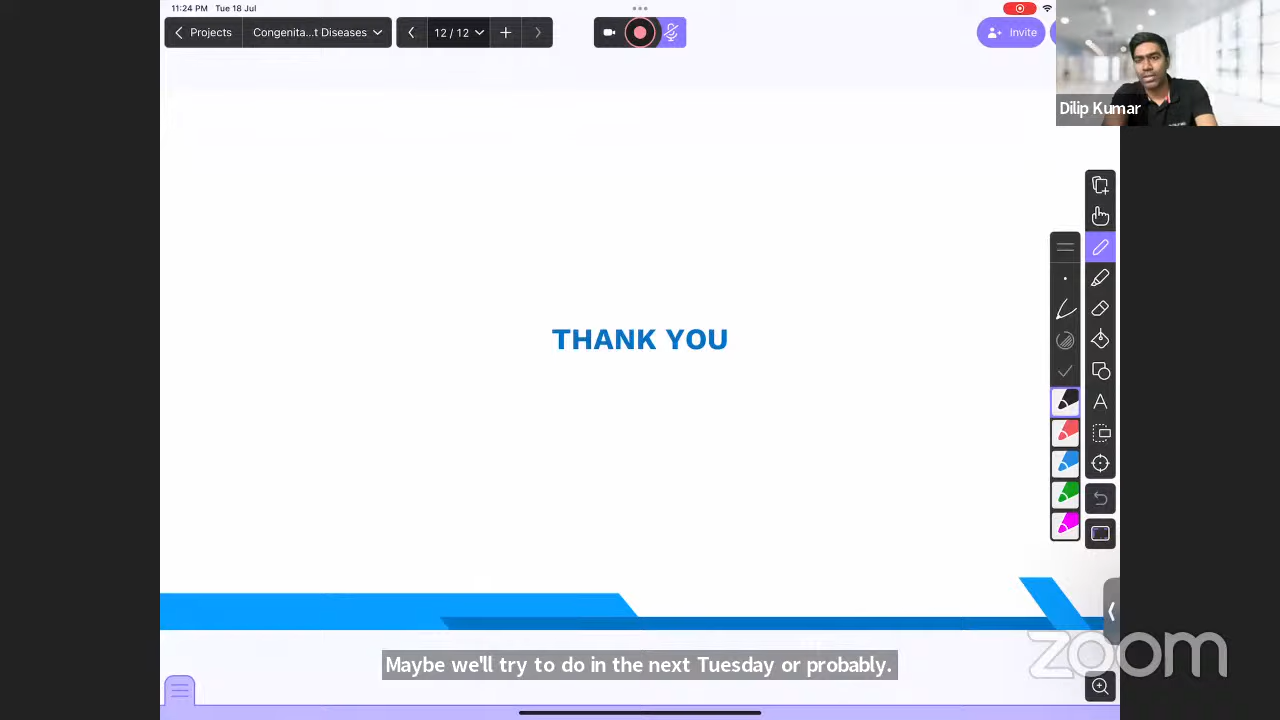 11:24 PM Tue 18 Jul
Projects
Congenita...t Diseases
12 / 12
Invite
Dilip Kumar
A
THANK YOU
Maybe we'll try to do in the next Tuesday or probably.
zoom